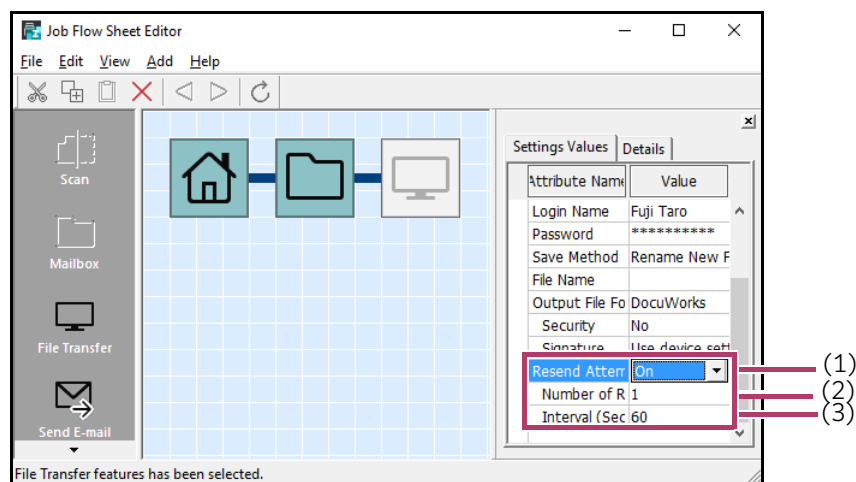 Job Flow Sheet Editor
File Edit View Add Help
Scan
Mailbox
File Transfer
Send E-mail
Settings Values Details
Attribute Name Value
Login Name Fuji Taro
Password **********
Save Method Rename New F
File Name
Output File Fo DocuWorks
Security No
Signature Use device sett
Resend Attem On
Number of R 1
Interval (Sec 60
(1)
(2)
(3)
File Transfer features has been selected.